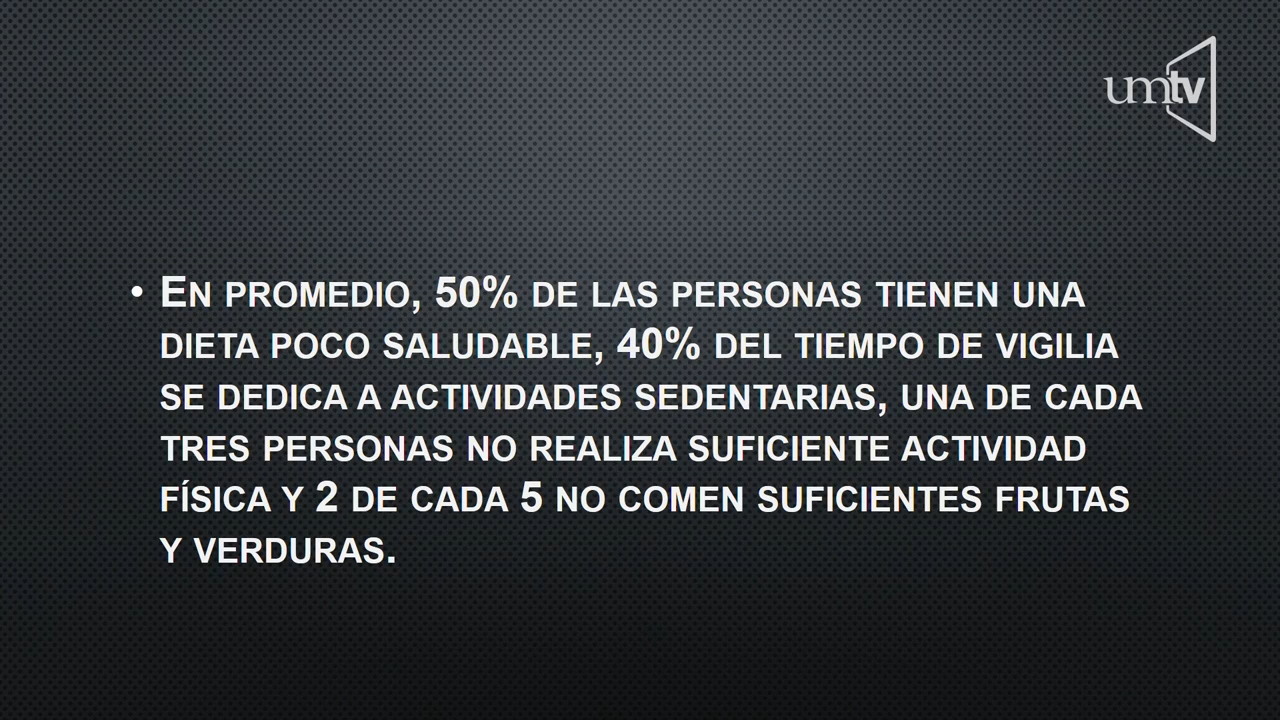 umtv
• En promedio, 50% de las personas tienen una
dieta poco saludable, 40% del tiempo de vigilia
se dedica a actividades sedentarias, una de cada
tres personas no realiza suficiente actividad
física y 2 de cada 5 no comen suficientes frutas
y verduras.